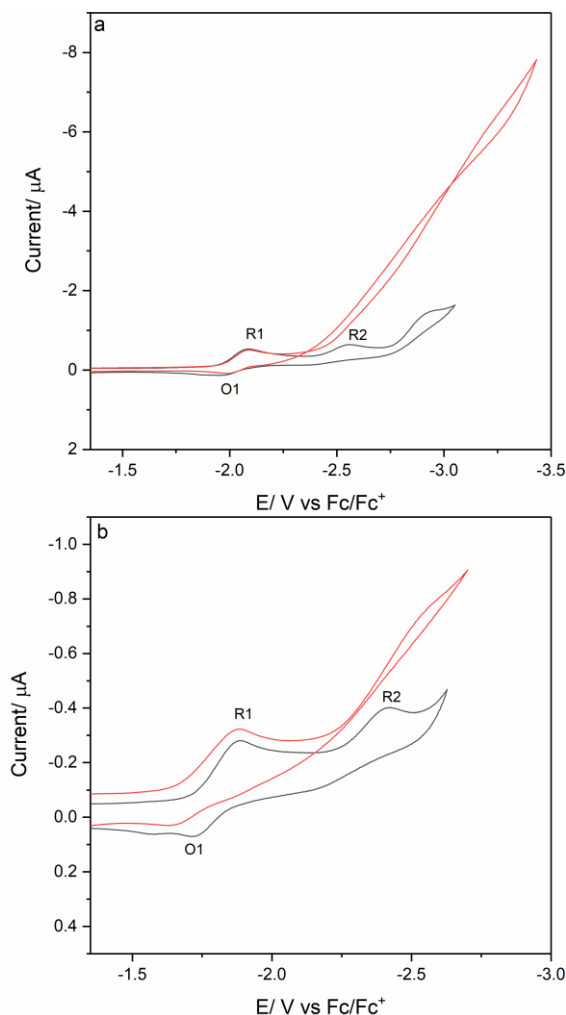 a
-8
-6
-4
-2
0
2
Current/ μA
R1
R2
O1
-1.5
-2.0
-2.5
-3.0
-3.5
E/ V vs Fc/Fc⁺
b
-1.0
-0.8
-0.6
-0.4
-0.2
0.0
0.2
0.4
Current/ μA
R1
R2
O1
-1.5
-2.0
-2.5
-3.0
E/ V vs Fc/Fc⁺